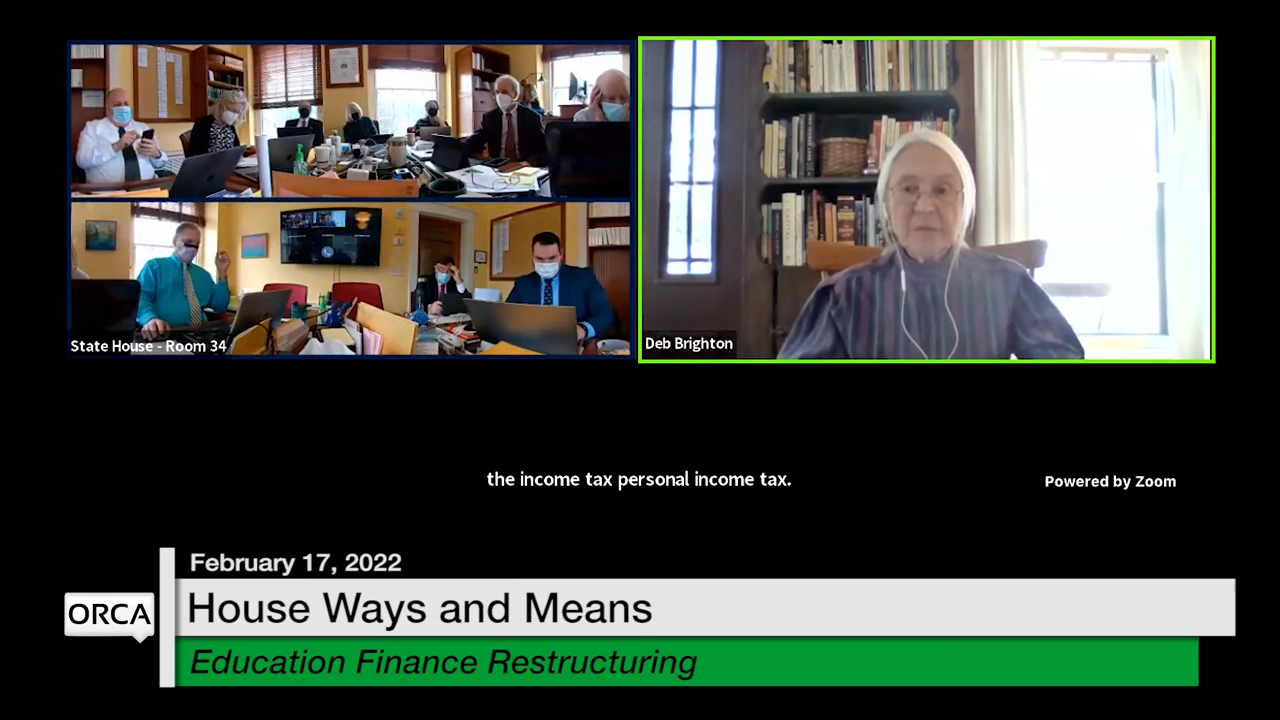 State House - Room 34
Deb Brighton
the income tax personal income tax.
Powered by Zoom
February 17, 2022
ORCA
House Ways and Means
Education Finance Restructuring